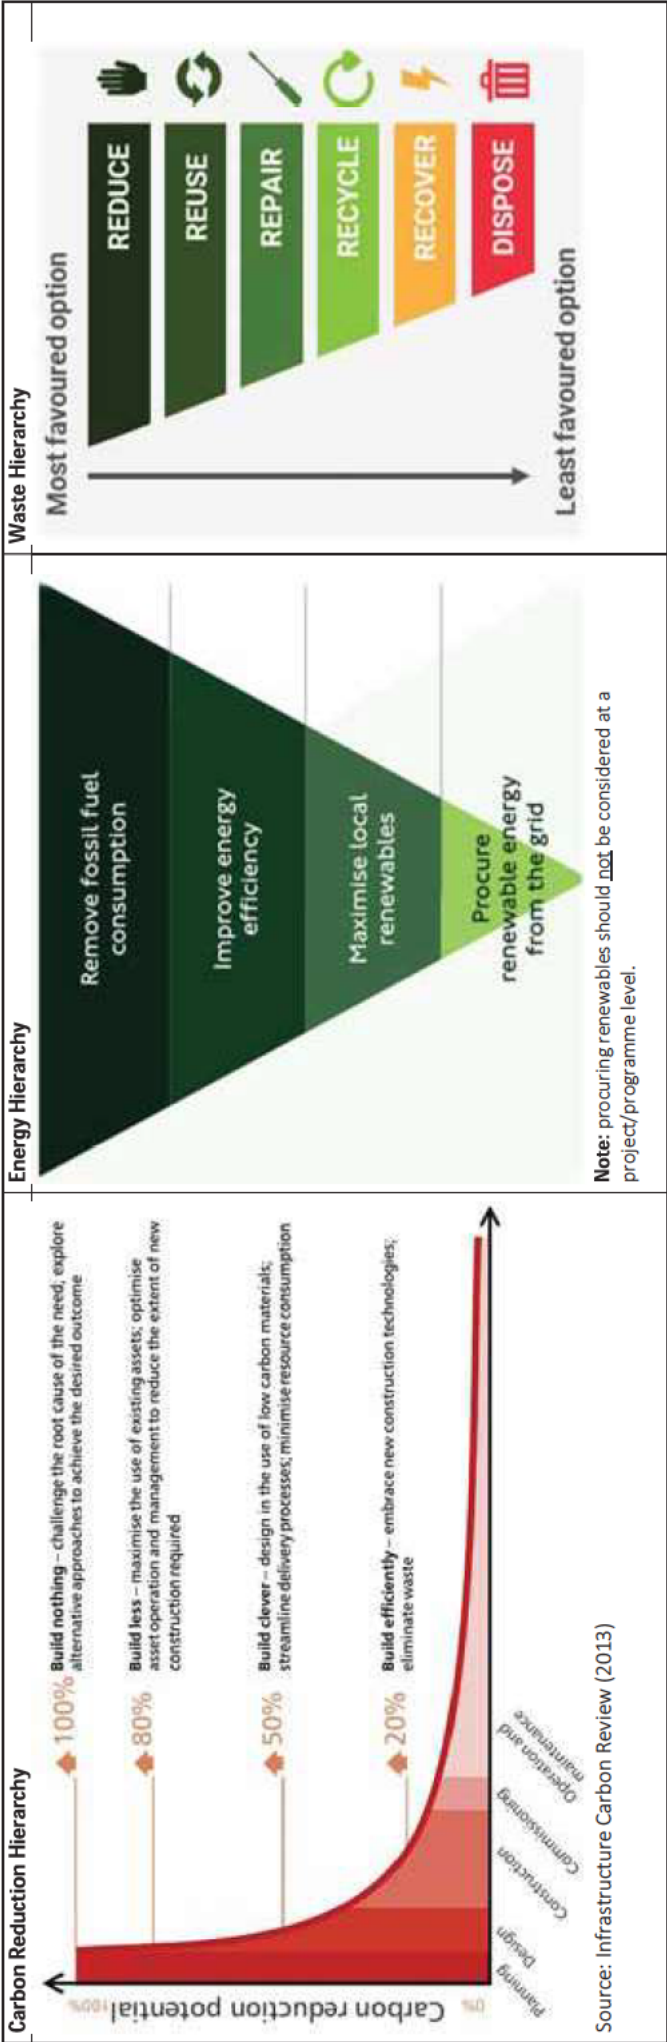 Carbon Reduction Hierarchy
Carbon reduction potential
100%
0%
100%
Build nothing – challenge the root cause of the need; explore
alternative approaches to achieve the desired outcome
80%
Build less – maximise the use of existing assets; optimise
asset operation and management to reduce the extent of new
construction required
50%
Build clever – design in the use of low carbon materials;
streamline delivery processes; minimise resource consumption
20%
Build efficiently – embrace new construction technologies;
eliminate waste
Planning
Design
Construction
Commissioning
Operation and
maintenance
Source: Infrastructure Carbon Review (2013)
Energy Hierarchy
Remove fossil fuel
consumption
Improve energy
efficiency
Maximise local
renewables
Procure
renewable energy
from the grid
Note: procuring renewables should not be considered at a
project/programme level.
Waste Hierarchy
Most favoured option
REDUCE
REUSE
REPAIR
RECYCLE
RECOVER
DISPOSE
Least favoured option